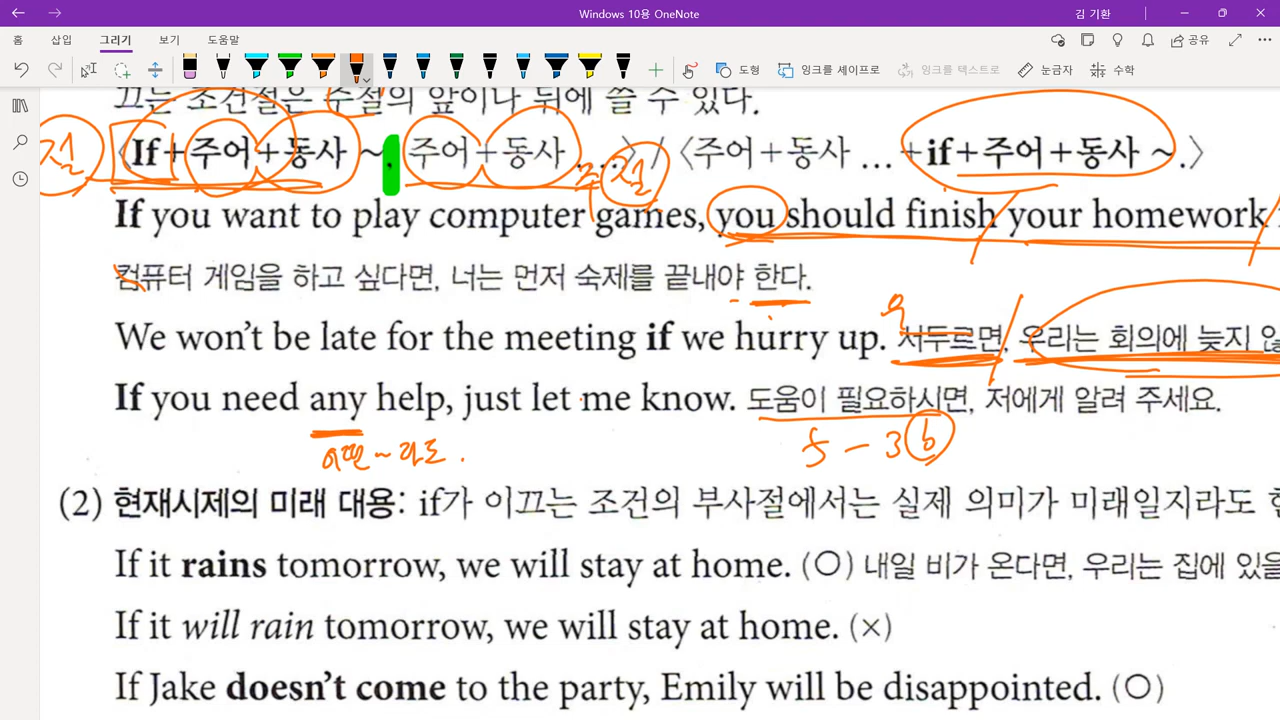 Windows 10용 OneNote
김 기환
홈 삽입 그리기 보기 도움말
공유
도형 잉크를 셰이프로 잉크를 텍스트로 눈금자 수학
끄는 조건절은 주절의 앞이나 뒤에 쓸 수 있다.
절 〈If+주어+동사 ~, 주어+동사 …〉 / 〈주어+동사 … +if+주어+동사 ~.〉
주절
If you want to play computer games, you should finish your homework
컴퓨터 게임을 하고 싶다면, 너는 먼저 숙제를 끝내야 한다.
We won't be late for the meeting if we hurry up. 서두르면, 우리는 회의에 늦지 않
If you need any help, just let me know. 도움이 필요하시면, 저에게 알려 주세요.
어떤 ~ 라도. 5 - 3 6
(2) 현재시제의 미래 대용: if가 이끄는 조건의 부사절에서는 실제 의미가 미래일지라도 현
If it rains tomorrow, we will stay at home. (○) 내일 비가 온다면, 우리는 집에 있을
If it will rain tomorrow, we will stay at home. (×)
If Jake doesn't come to the party, Emily will be disappointed. (○)